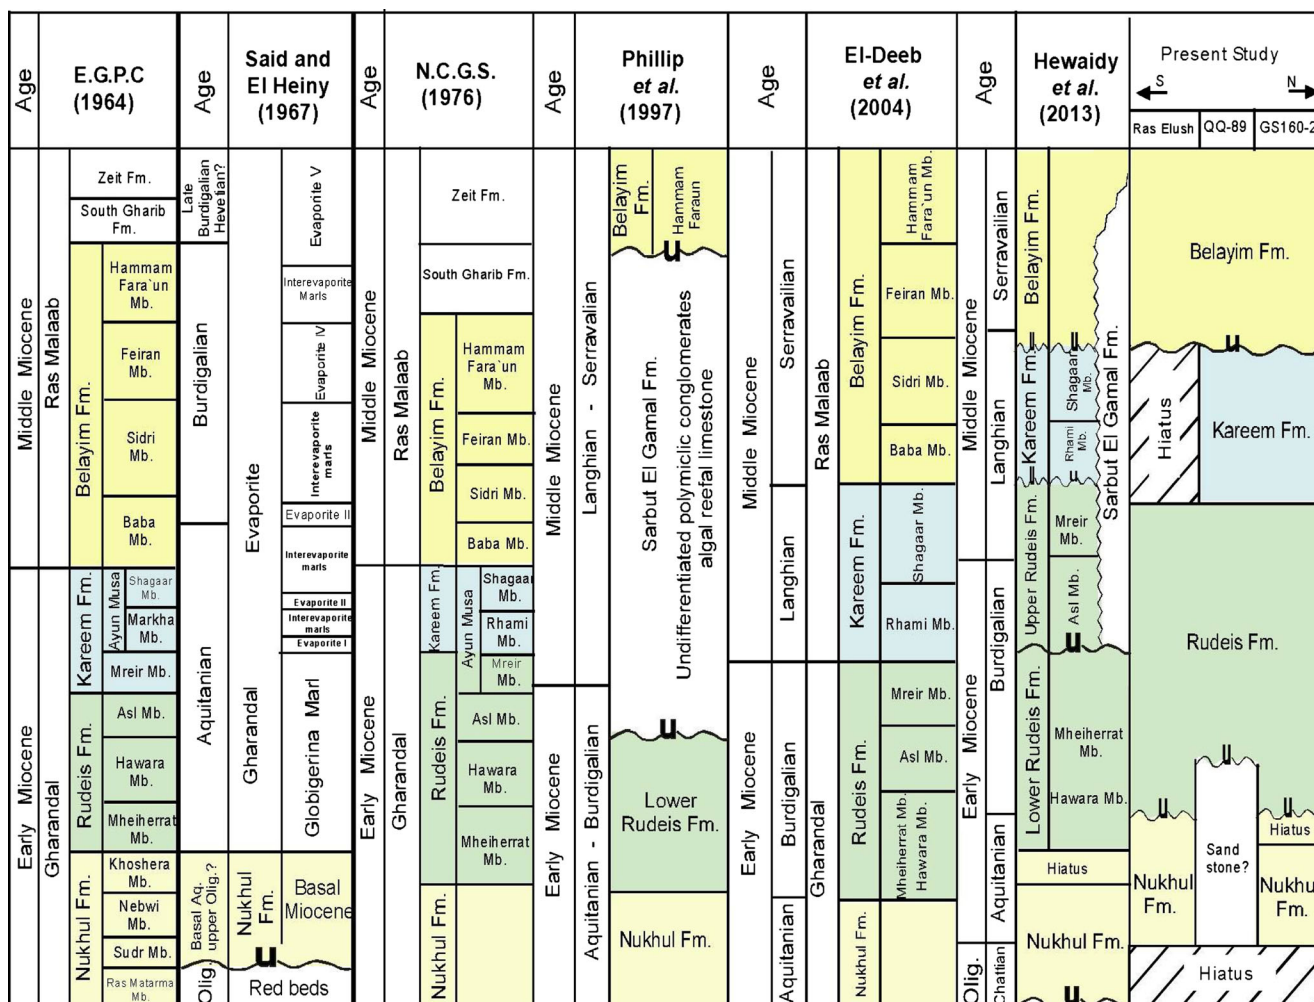 Age
E.G.P.C
(1964)
Age
Said and
El Heiny
(1967)
Age
N.C.G.S.
(1976)
Age
Phillip
et al.
(1997)
Age
El-Deeb
et al.
(2004)
Age
Hewaidy
et al.
(2013)
Present Study
S
N
Ras Elush
QQ-89
GS160-2
Middle Miocene
Early Miocene
Ras Malaab
Gharandal
Zeit Fm.
South Gharib
Fm.
Belayim Fm.
Hammam
Fara`un
Mb.
Feiran
Mb.
Sidri
Mb.
Baba
Mb.
Kareem Fm.
Ayun Musa
Shagaar
Mb.
Markha
Mb.
Mreir Mb.
Rudeis Fm.
Asl Mb.
Hawara
Mb.
Mheiherrat
Mb.
Nukhul Fm.
Khoshera
Mb.
Nebwi
Mb.
Sudr Mb.
Ras Matarma
Mb.
Late
Burdigalian
Hevetian?
Burdigalian
Aquitanian
Basal Aq.
upper Olig.?
Olig.
Evaporite
Gharandal
Evaporite V
Interevaporite
Marls
Evaporite IV
Interevaporite
marls
Evaporite II
Interevaporite
marls
Evaporite II
Interevaporite
marls
Evaporite I
Globigerina Marl
Nukhul
Fm.
Basal
Miocene
u
Red beds
Middle Miocene
Early Miocene
Ras Malaab
Gharandal
Zeit Fm.
South Gharib Fm.
Belayim Fm.
Hammam
Fara`un
Mb.
Feiran Mb.
Sidri Mb.
Baba Mb.
Kareem Fm.
Ayun Musa
Shagaar
Mb.
Rhami
Mb.
Mreir
Mb.
Rudeis Fm.
Asl Mb.
Hawara
Mb.
Mheiherrat
Mb.
Nukhul Fm.
Middle Miocene
Early Miocene
Langhian - Serravalian
Aquitanian - Burdigalian
Belayim
Fm.
Hammam
Faraun
u
Sarbut El Gamal Fm.
Undifferentiated polymiclic conglomerates
algal reefal limestone
u
Lower
Rudeis Fm.
Nukhul Fm.
Middle Miocene
Early Miocene
Serravailian
Langhian
Burdigalian
Aquitanian
Ras Malaab
Gharandal
Belayim Fm.
Hammam
Fara`un Mb.
Feiran Mb.
Sidri Mb.
Baba Mb.
Kareem Fm.
Shagaar Mb.
Rhami Mb.
Rudeis Fm.
Mreir Mb.
Asl Mb.
Mheiherrat Mb.
Hawara Mb.
Nukhul Fm.
Middle Miocene
Early Miocene
Olig.
Serravailian
Langhian
Burdigalian
Aquitanian
Chattian
Belayim Fm.
Kareem Fm.
Shagaar
Mb.
Rhami
Mb.
Upper Rudeis Fm.
Mreir
Mb.
Asl Mb.
u
Sarbut El Gamal Fm.
Lower Rudeis Fm.
Mheiherrat
Mb.
Hawara Mb.
Hiatus
Nukhul Fm.
u
Belayim Fm.
u
Hiatus
Kareem Fm.
Rudeis Fm.
u
u
u
Hiatus
Sand
stone?
Nukhul
Fm.
Nukhu
Fm.
Hiatus